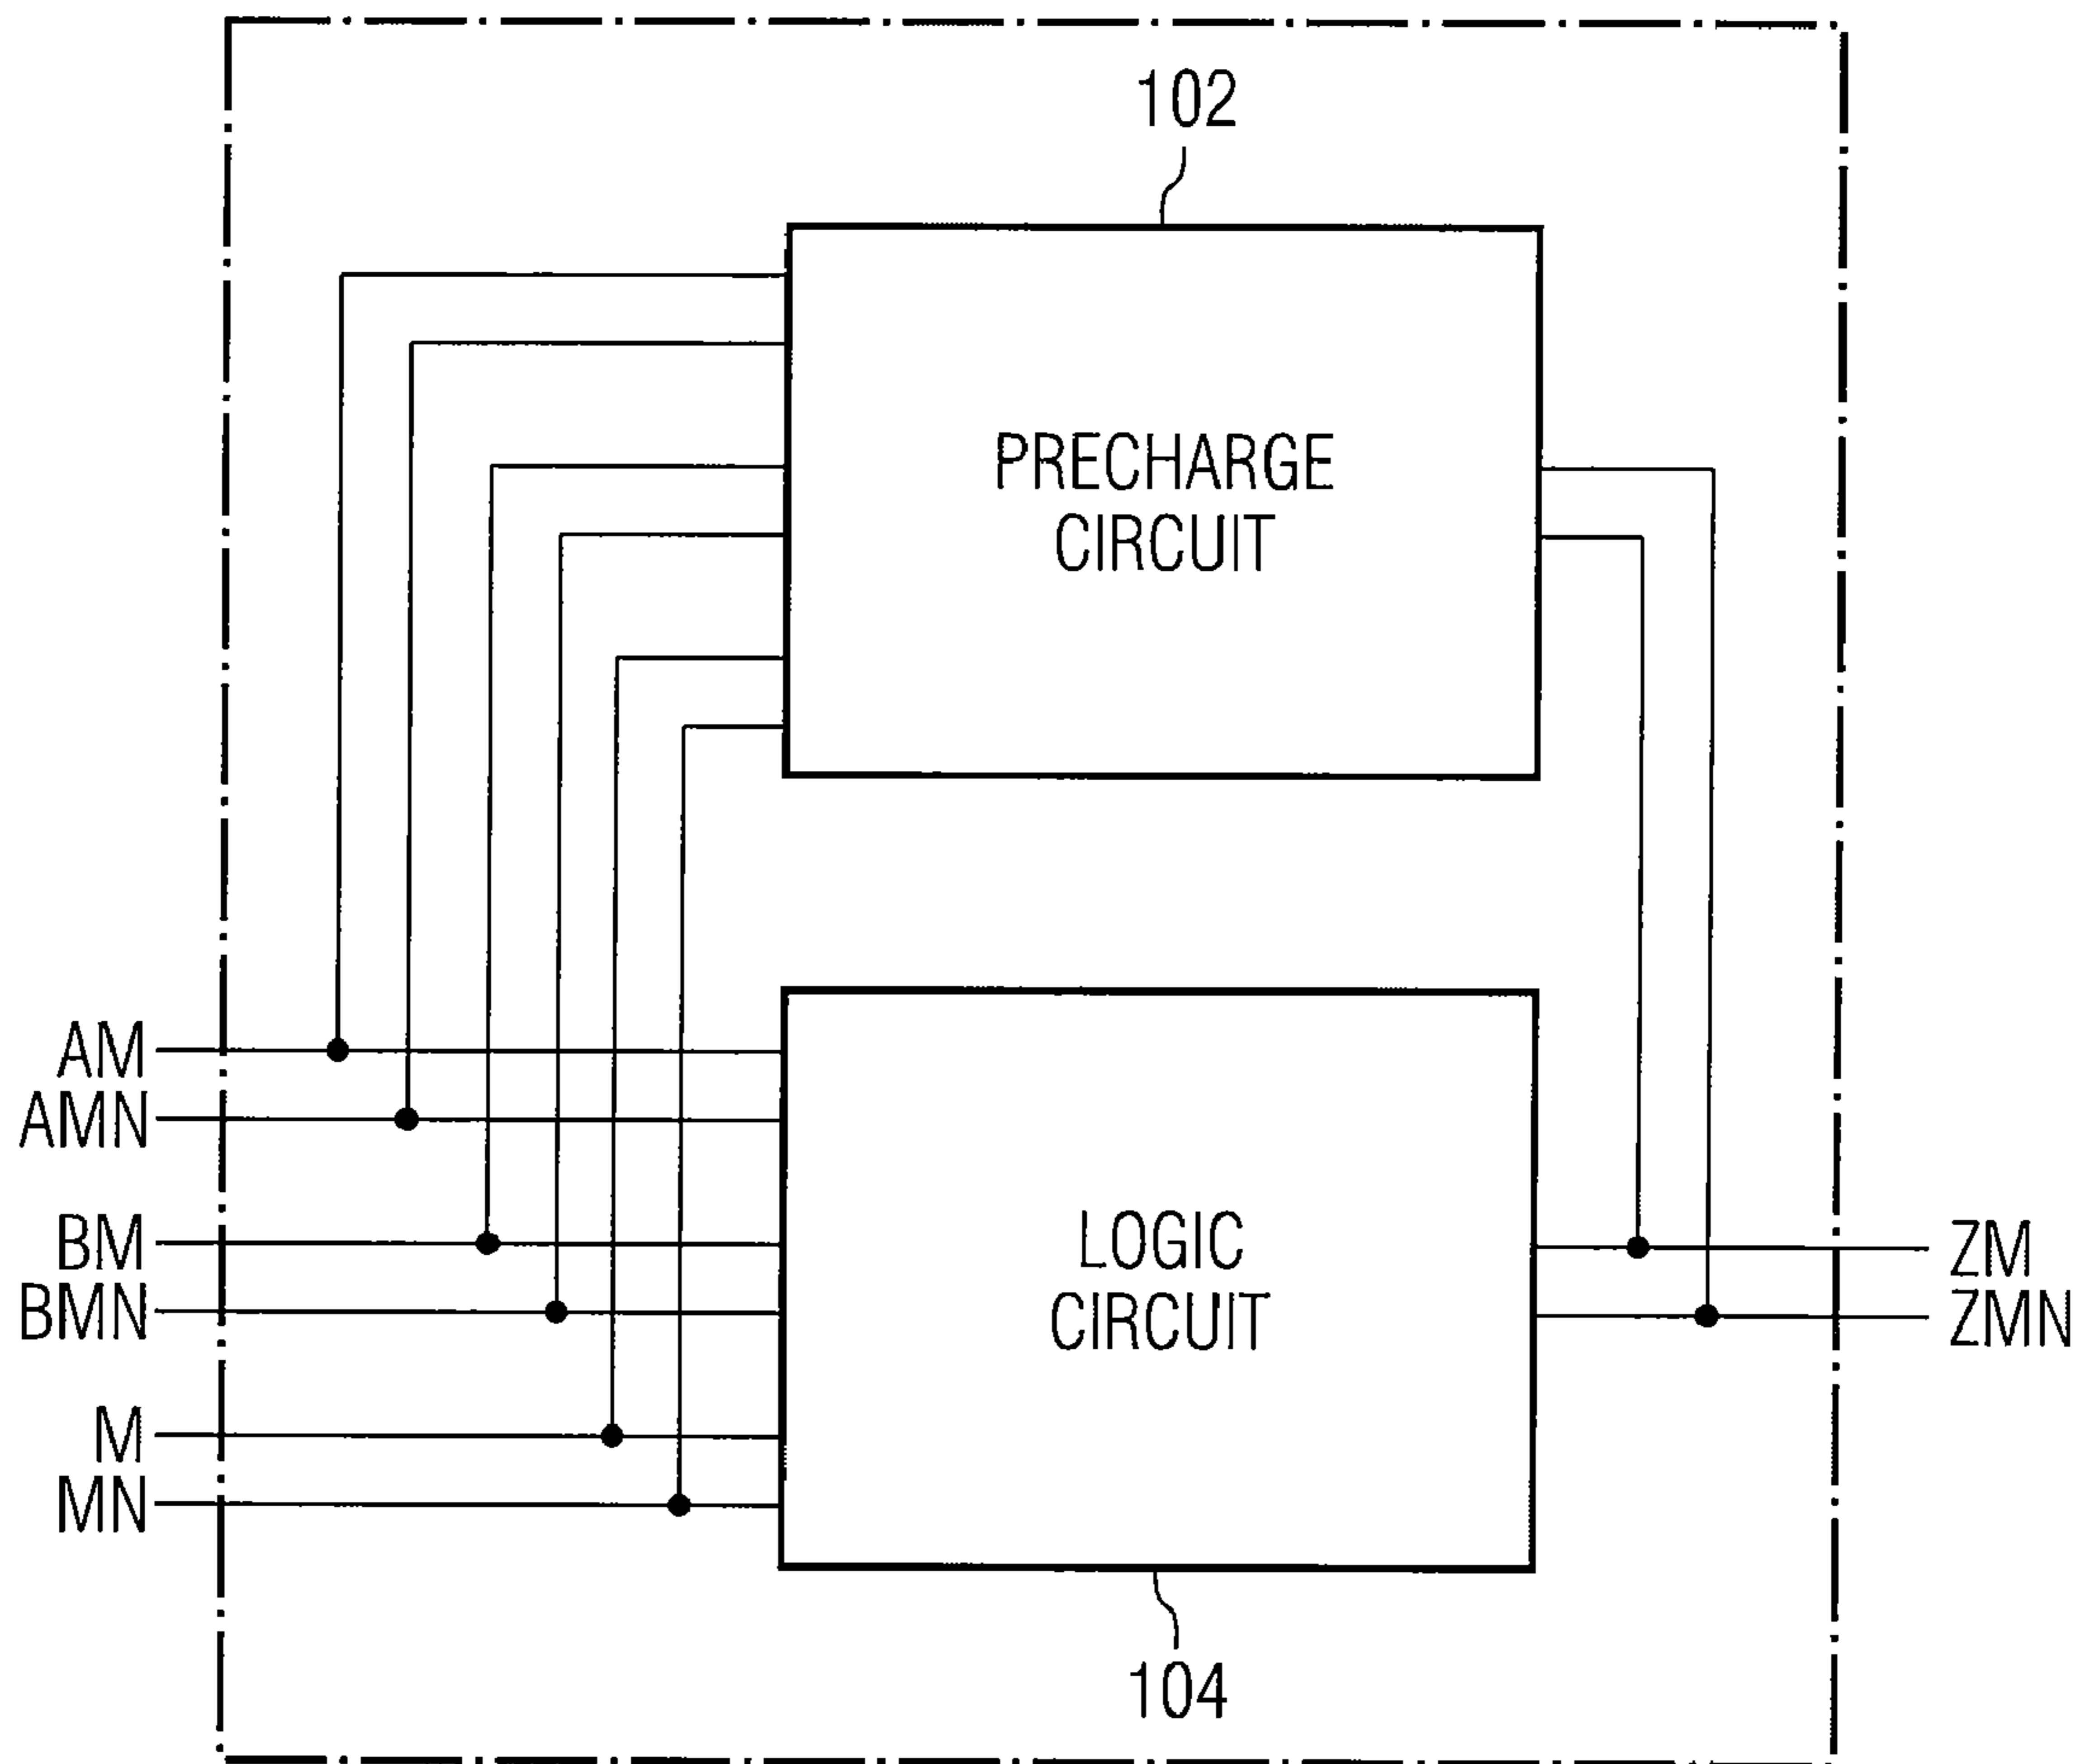 102
PRECHARGE
CIRCUIT
AM
AMN
BM
BMN
M
MN
LOGIC
CIRCUIT
ZM
ZMN
104